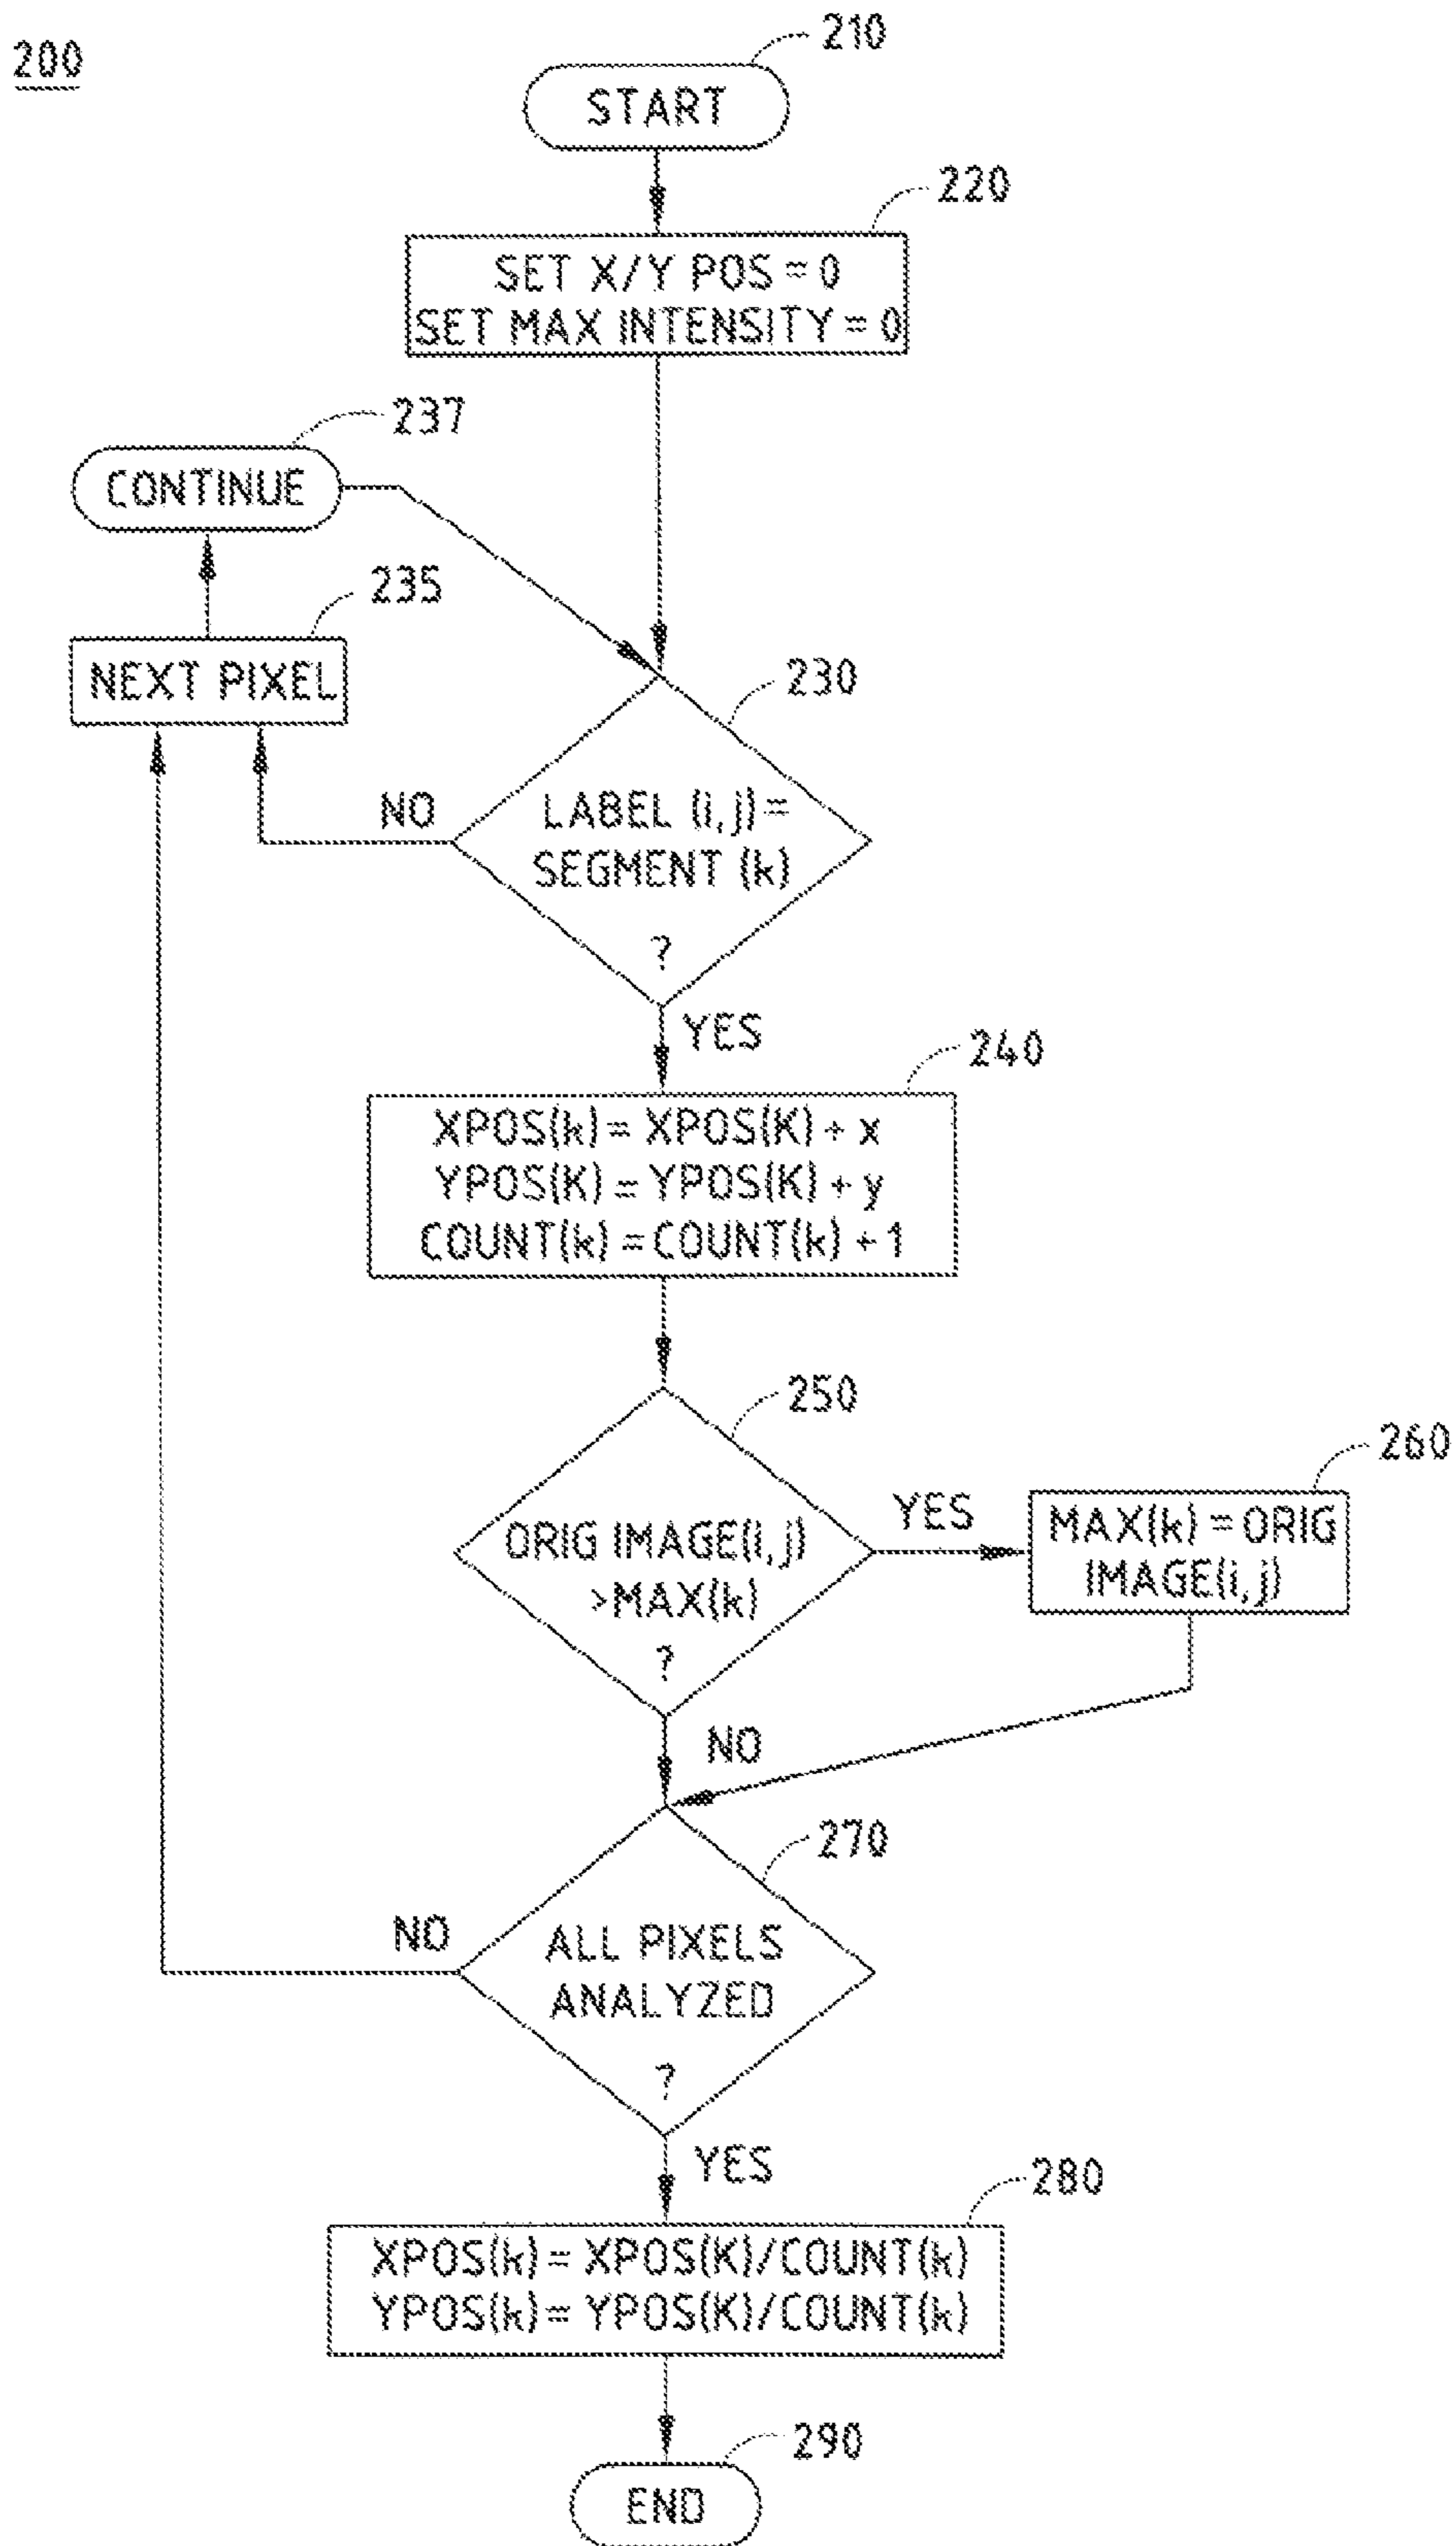 200
210
START
220
SET X/Y POS = 0
SET MAX INTENSITY = 0
237
CONTINUE
235
NEXT PIXEL
230
NO
LABEL (i,j) =
SEGMENT (k)
?
YES
240
XPOS(k) = XPOS(K) + x
YPOS(K) = YPOS(K) + y
COUNT(k) = COUNT(k) + 1
250
ORIG IMAGE(i,j)
>MAX(k)
?
YES
260
MAX(k) = ORIG
IMAGE(i,j)
NO
270
NO
ALL PIXELS
ANALYZED
?
YES
280
XPOS(k) = XPOS(K)/COUNT(k)
YPOS(k) = YPOS(K)/COUNT(k)
290
END